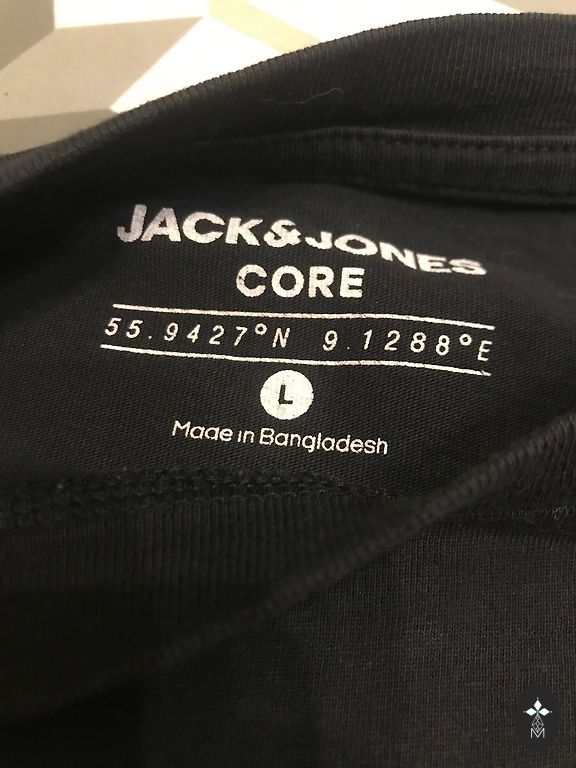 JACK&JONES
CORE
55.9427°N 9.1288°E
L
Made in Bangladesh
M